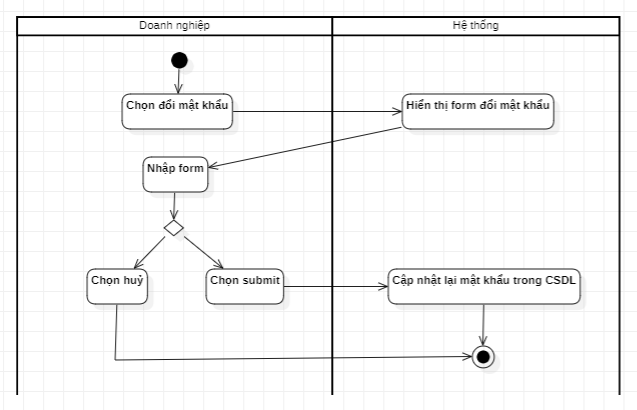 Doanh nghiệp
Hệ thống
Chọn đổi mật khẩu
Hiển thị form đổi mật khẩu
Nhập form
Chọn huỷ
Chọn submit
Cập nhật lại mật khẩu trong CSDL